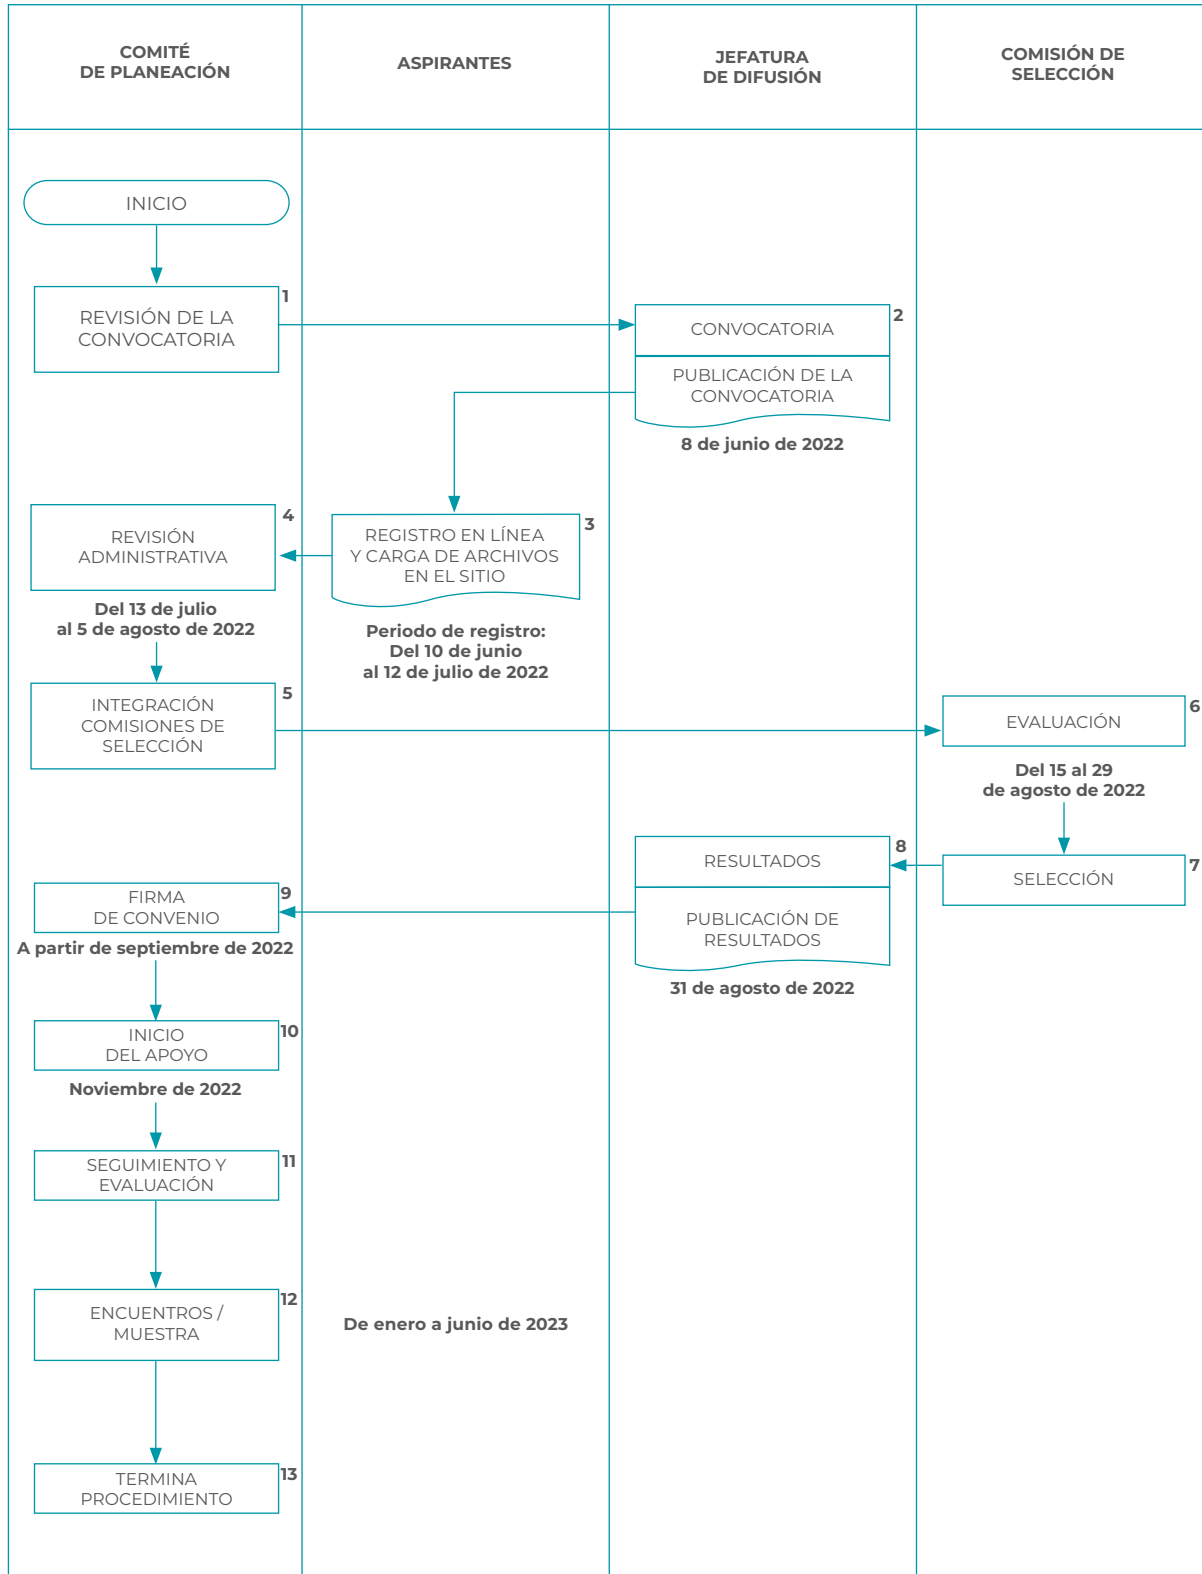 COMITÉ
DE PLANEACIÓN
ASPIRANTES
JEFATURA
DE DIFUSIÓN
COMISIÓN DE
SELECCIÓN
INICIO
1
REVISIÓN DE LA
CONVOCATORIA
2
CONVOCATORIA
PUBLICACIÓN DE LA
CONVOCATORIA
8 de junio de 2022
3
REGISTRO EN LÍNEA
Y CARGA DE ARCHIVOS
EN EL SITIO
Periodo de registro:
Del 10 de junio
al 12 de julio de 2022
4
REVISIÓN
ADMINISTRATIVA
Del 13 de julio
al 5 de agosto de 2022
5
INTEGRACIÓN
COMISIONES DE
SELECCIÓN
6
EVALUACIÓN
Del 15 al 29
de agosto de 2022
7
SELECCIÓN
8
RESULTADOS
PUBLICACIÓN DE
RESULTADOS
31 de agosto de 2022
9
FIRMA
DE CONVENIO
A partir de septiembre de 2022
10
INICIO
DEL APOYO
Noviembre de 2022
11
SEGUIMIENTO Y
EVALUACIÓN
12
ENCUENTROS /
MUESTRA
De enero a junio de 2023
13
TERMINA
PROCEDIMIENTO